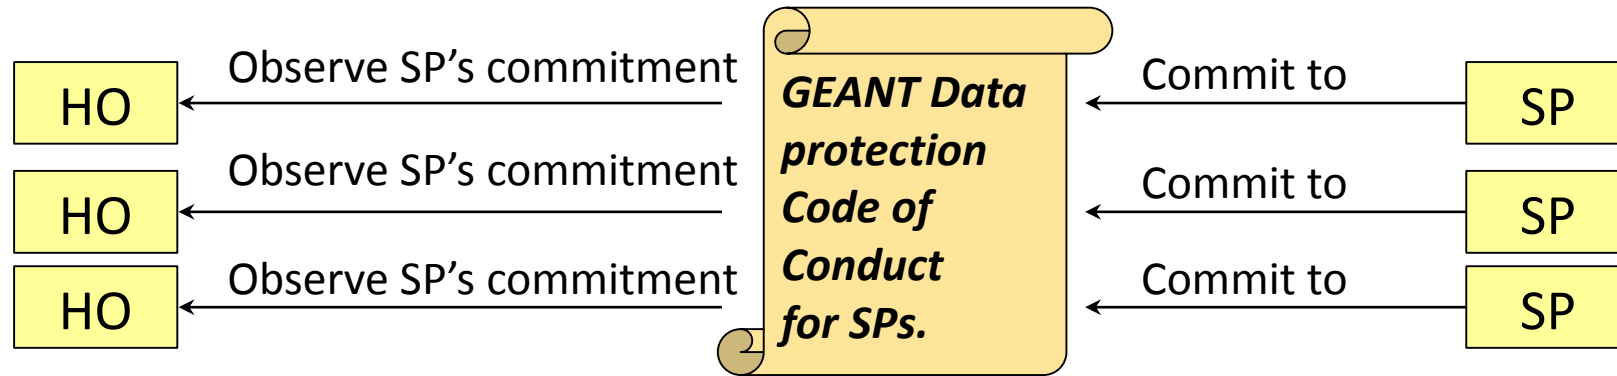 HO
Observe SP’s commitment
HO
Observe SP’s commitment
HO
Observe SP’s commitment
GEANT Data
protection
Code of
Conduct
for SPs.
Commit to
SP
Commit to
SP
Commit to
SP